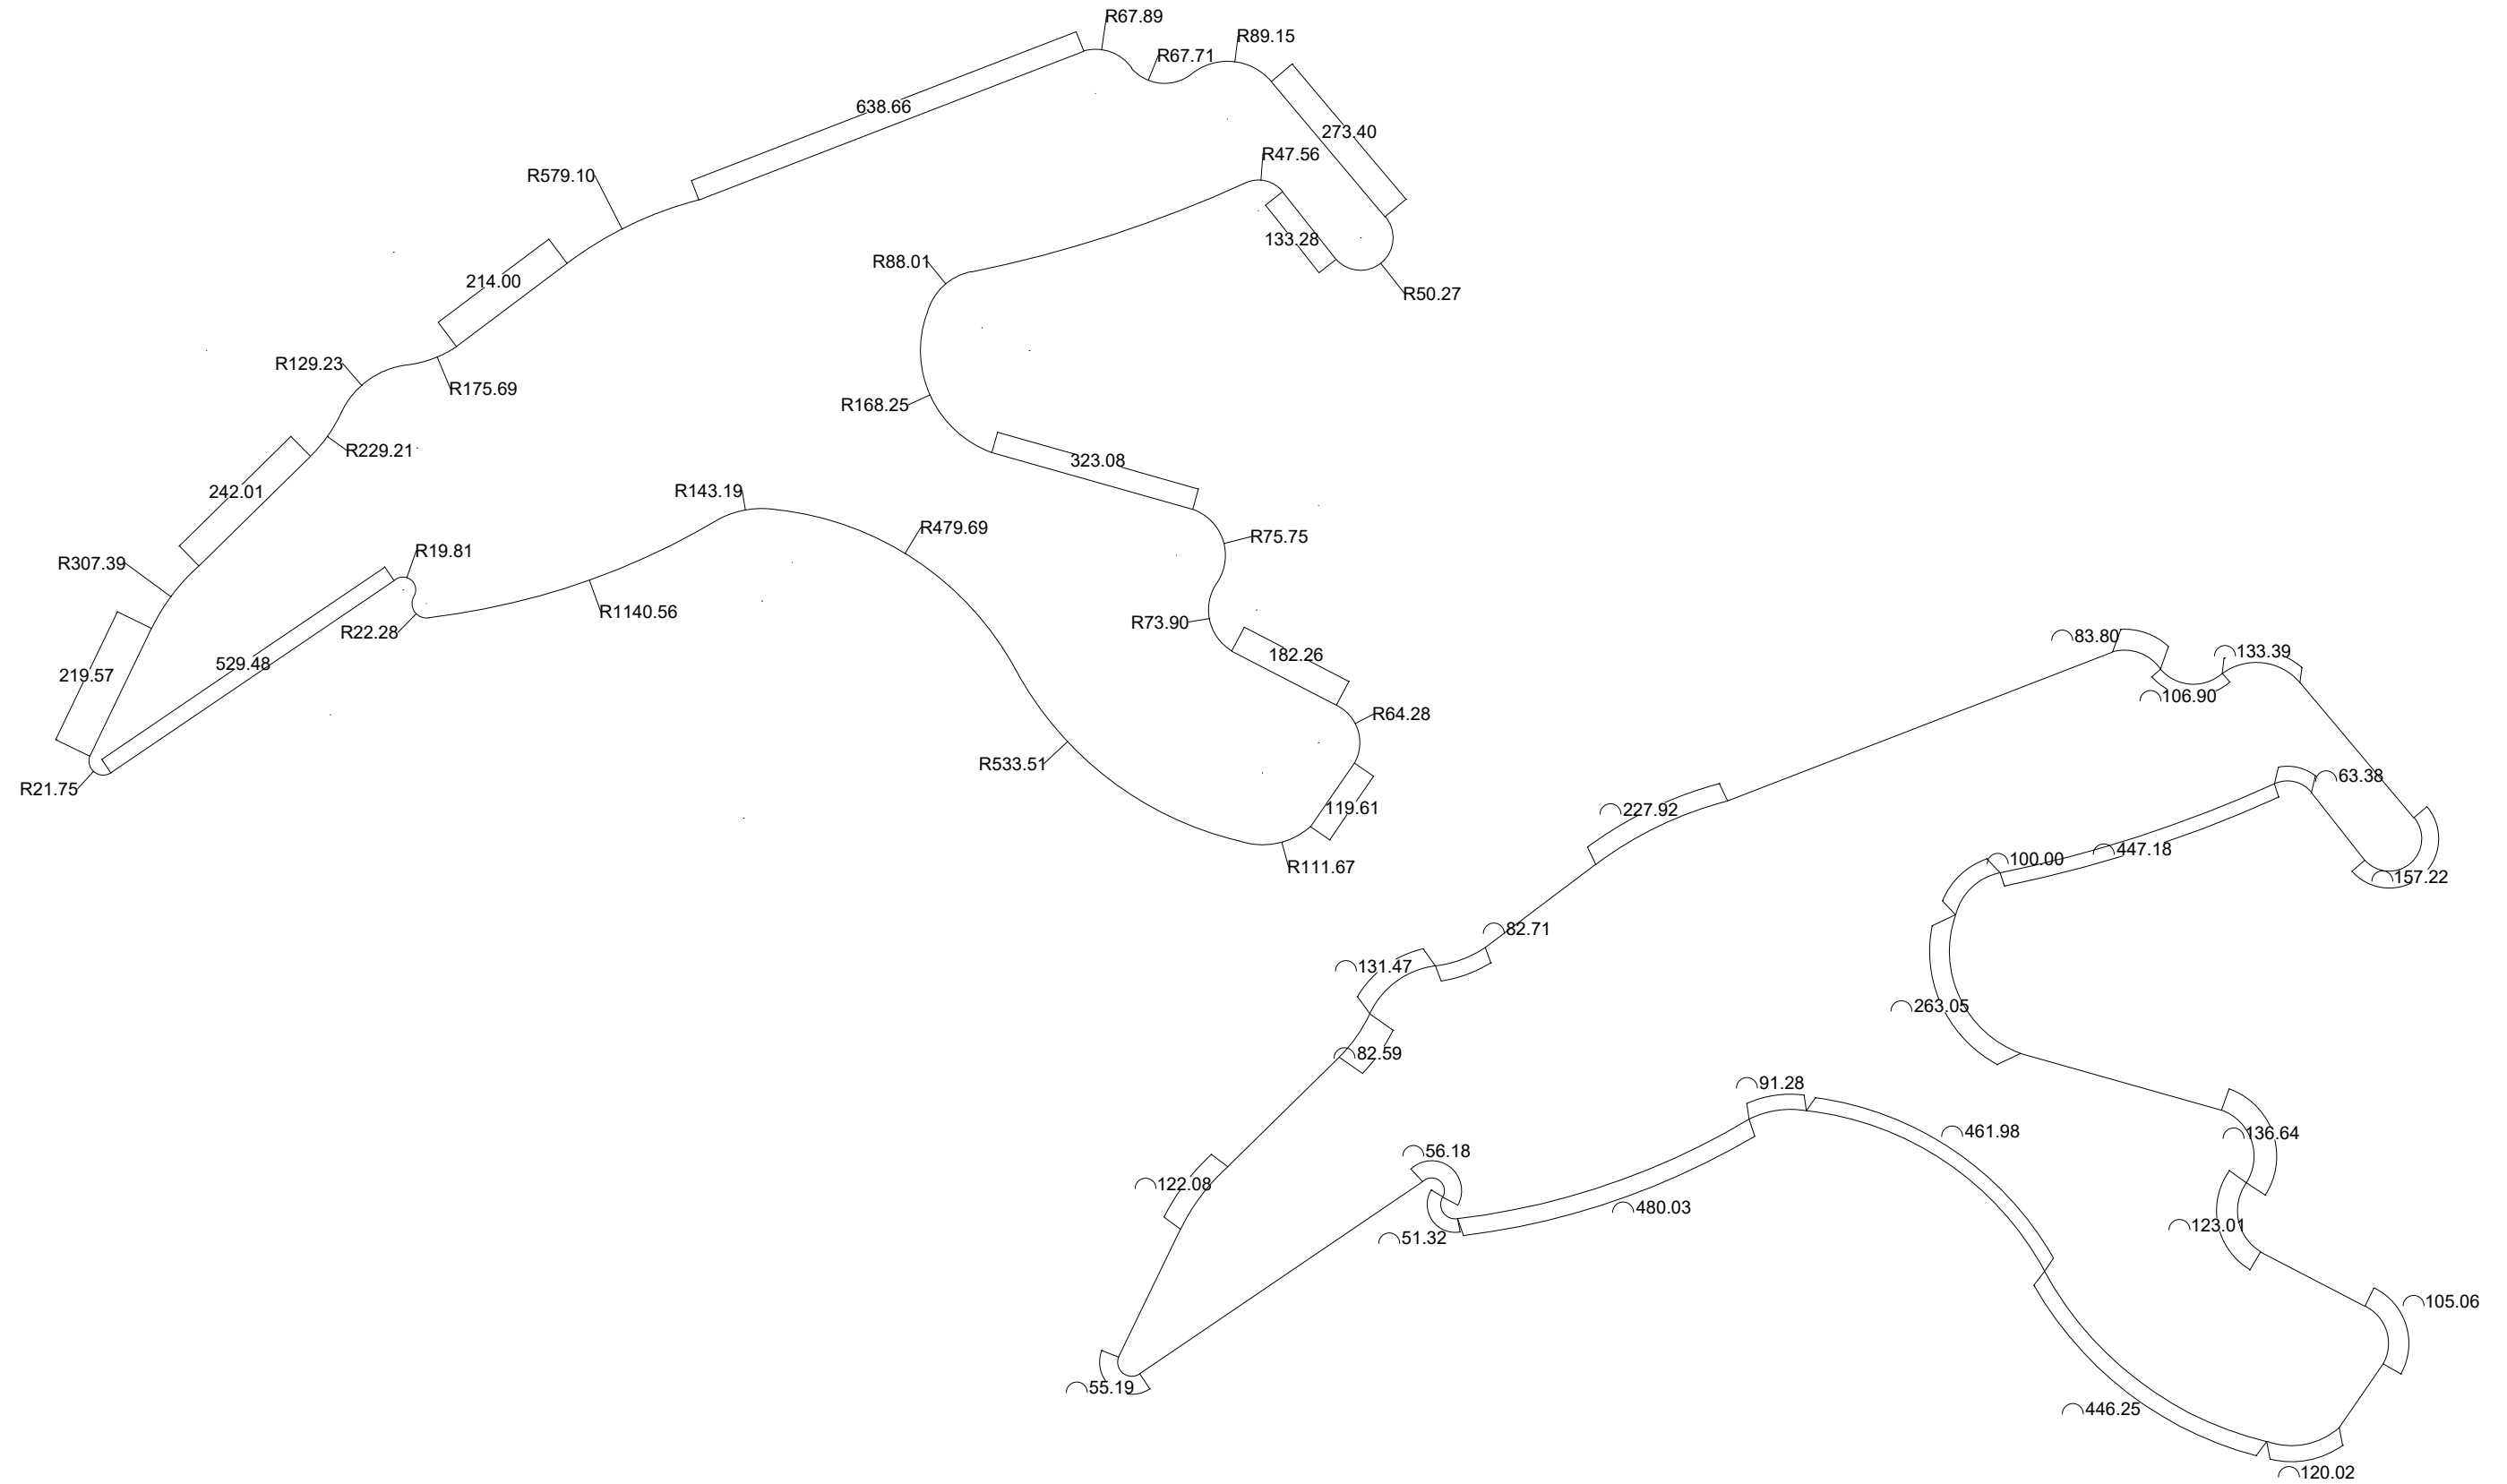 R67.89
R89.15
R67.71
638.66
273.40
R47.56
R579.10
133.28
R88.01
214.00
R50.27
R129.23
R175.69
R168.25
R229.21
323.08
242.01
R143.19
R479.69
R75.75
R19.81
R307.39
R1140.56
R73.90
R22.28
83.80
133.39
182.26
529.48
219.57
106.90
R64.28
R533.51
63.38
R21.75
119.61
227.92
447.18
100.00
R111.67
157.22
82.71
131.47
263.05
82.59
91.28
461.98
136.64
56.18
122.08
480.03
123.01
51.32
105.06
55.19
446.25
120.02